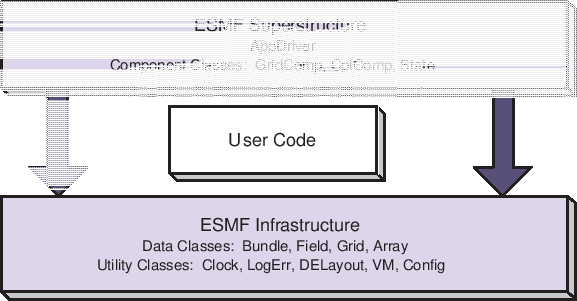 ESMF Superstructure
AppDriver
Component Classes: GridComp, CplComp, State
User Code
ESMF Infrastructure
Data Classes: Bundle, Field, Grid, Array
Utility Classes: Clock, LogErr, DELayout, VM, Config